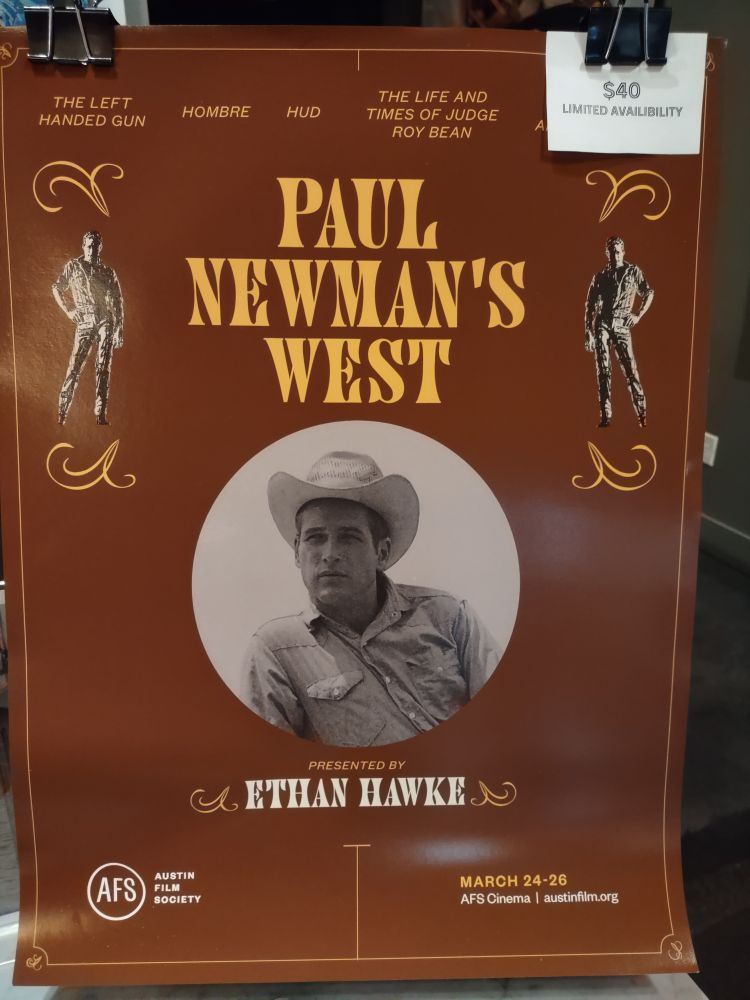 THE LEFT
HANDED GUN
HOMBRE
HUD
THE LIFE AND
TIMES OF JUDGE
ROY BEAN
$40
LIMITED AVAILIBILITY
PAUL
NEWMAN'S
WEST
PRESENTED BY
ETHAN HAWKE
AFS
AUSTIN
FILM
SOCIETY
MARCH 24-26
AFS Cinema | austinfilm.org